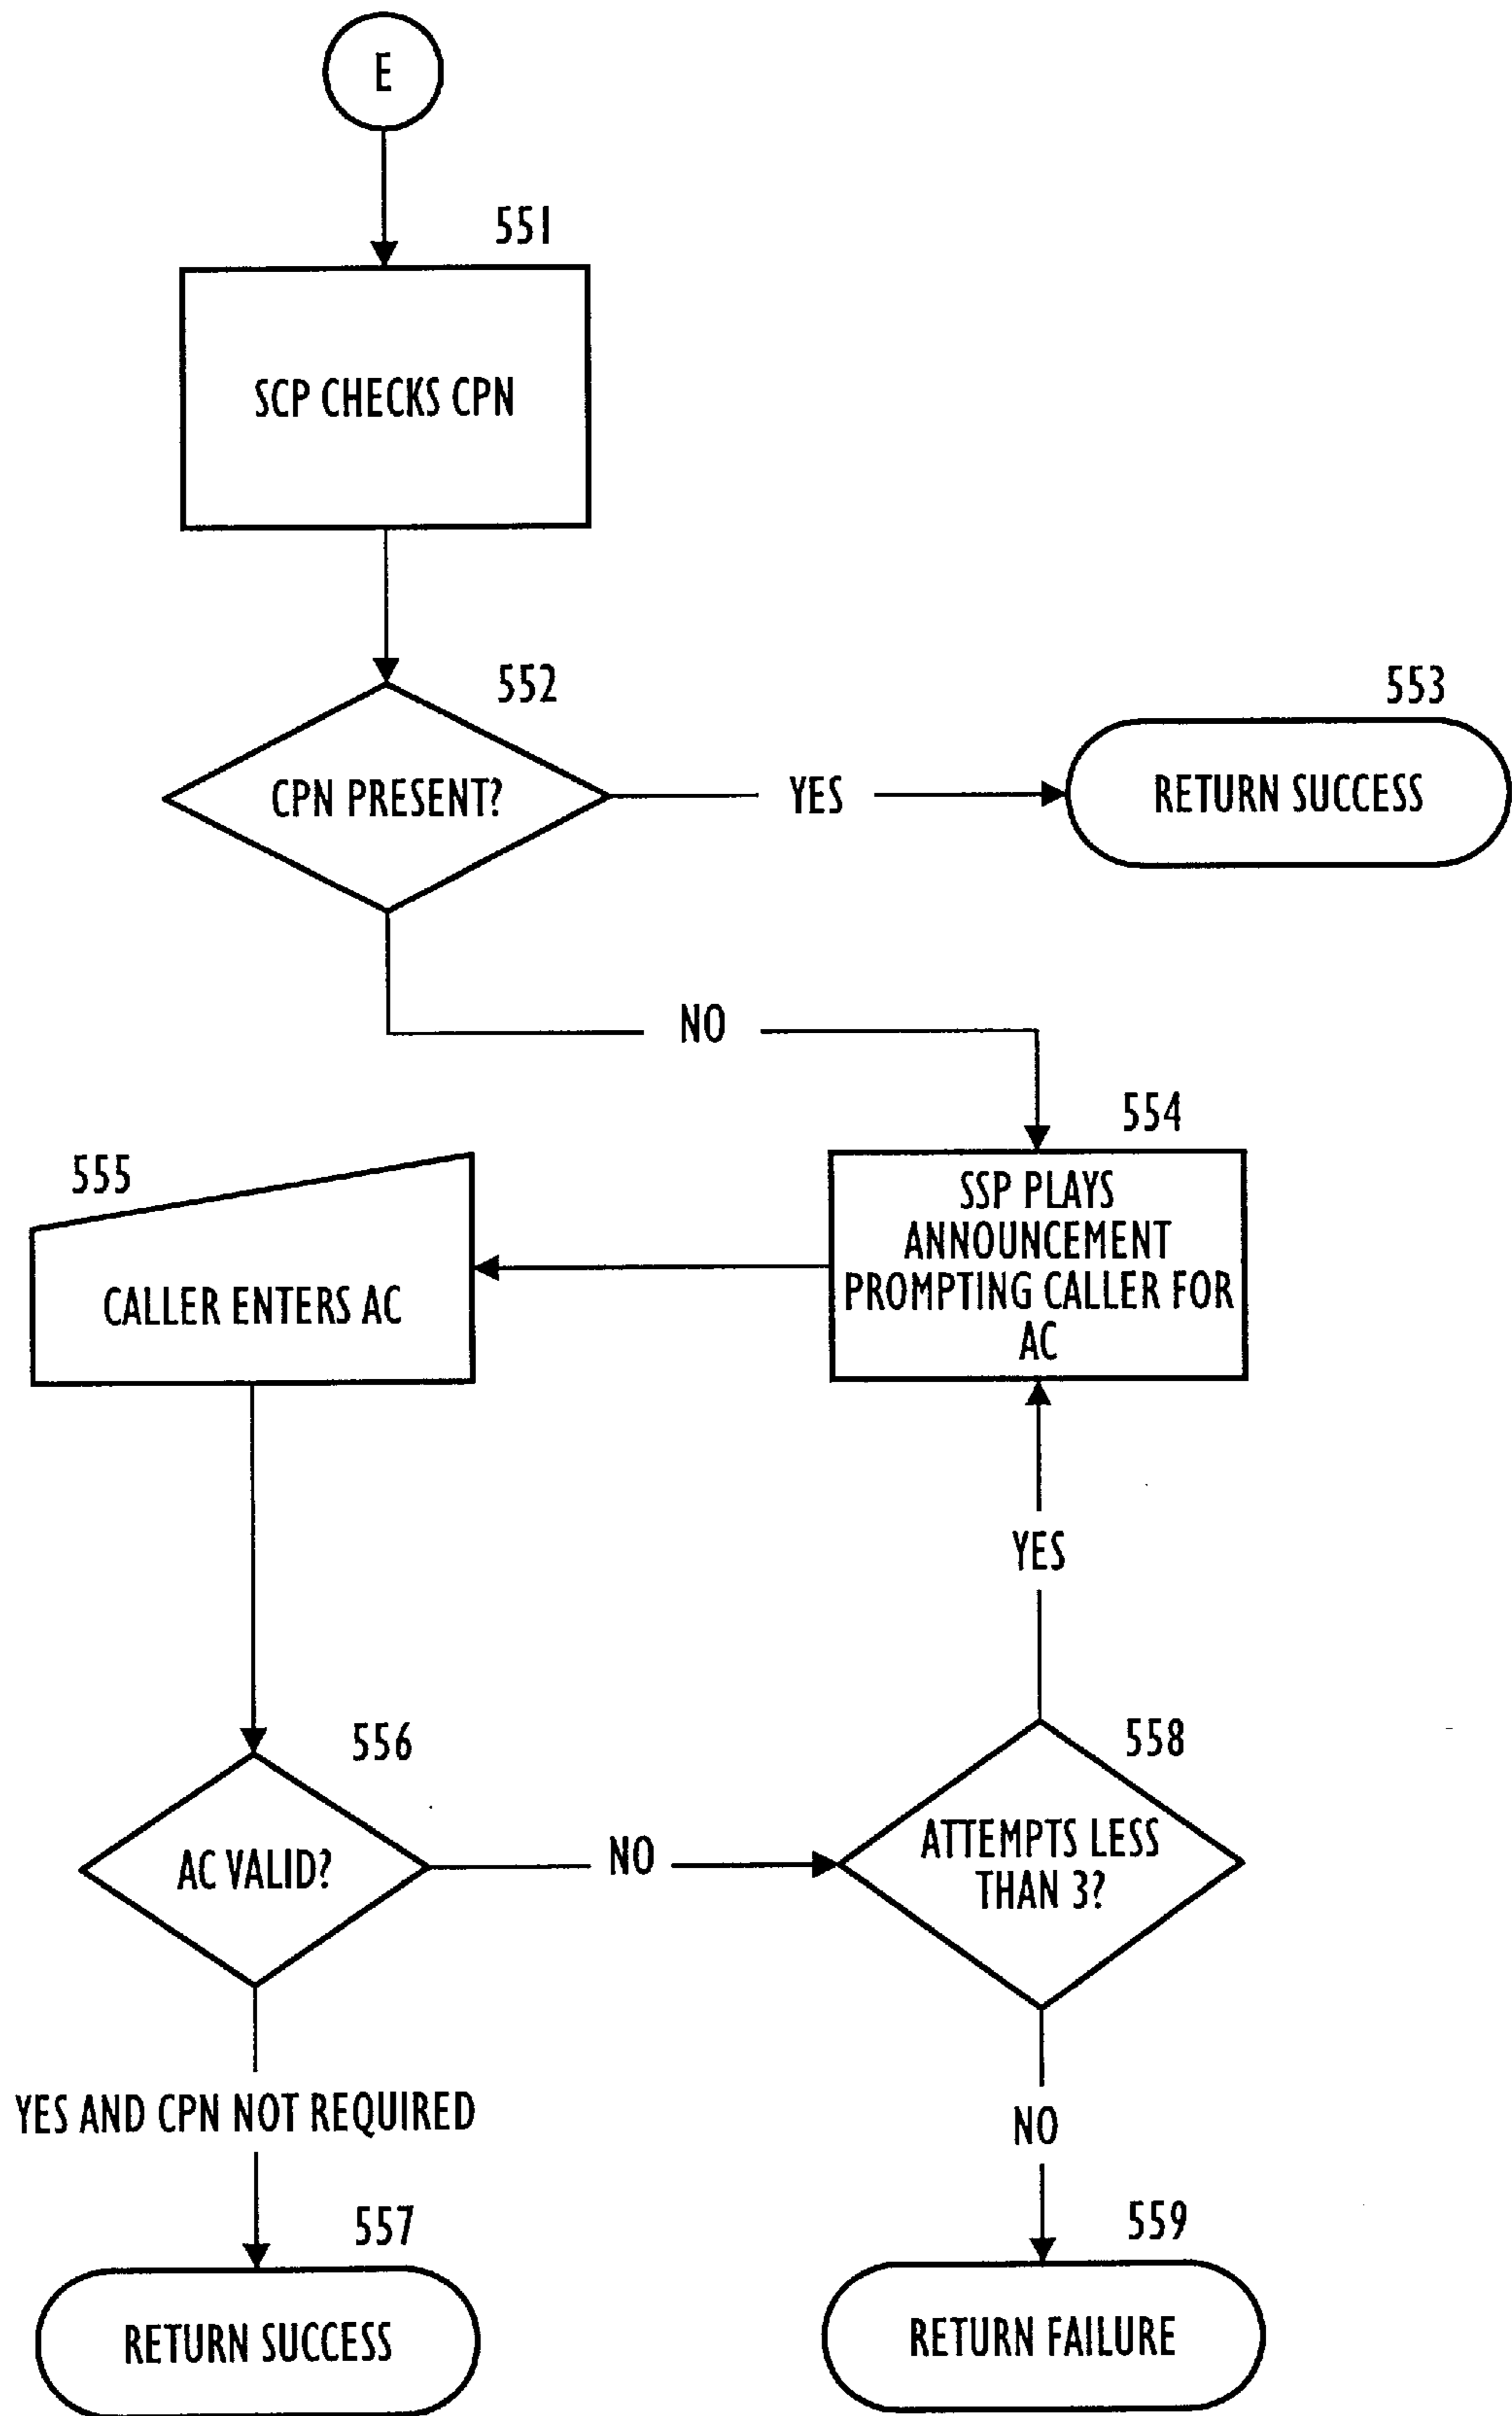 E
551
SCP CHECKS CPN
552
CPN PRESENT?
YES
553
RETURN SUCCESS
NO
554
SSP PLAYS
ANNOUNCEMENT
PROMPTING CALLER FOR
AC
555
CALLER ENTERS AC
YES
556
AC VALID?
NO
558
ATTEMPTS LESS
THAN 3?
YES AND CPN NOT REQUIRED
NO
557
RETURN SUCCESS
559
RETURN FAILURE